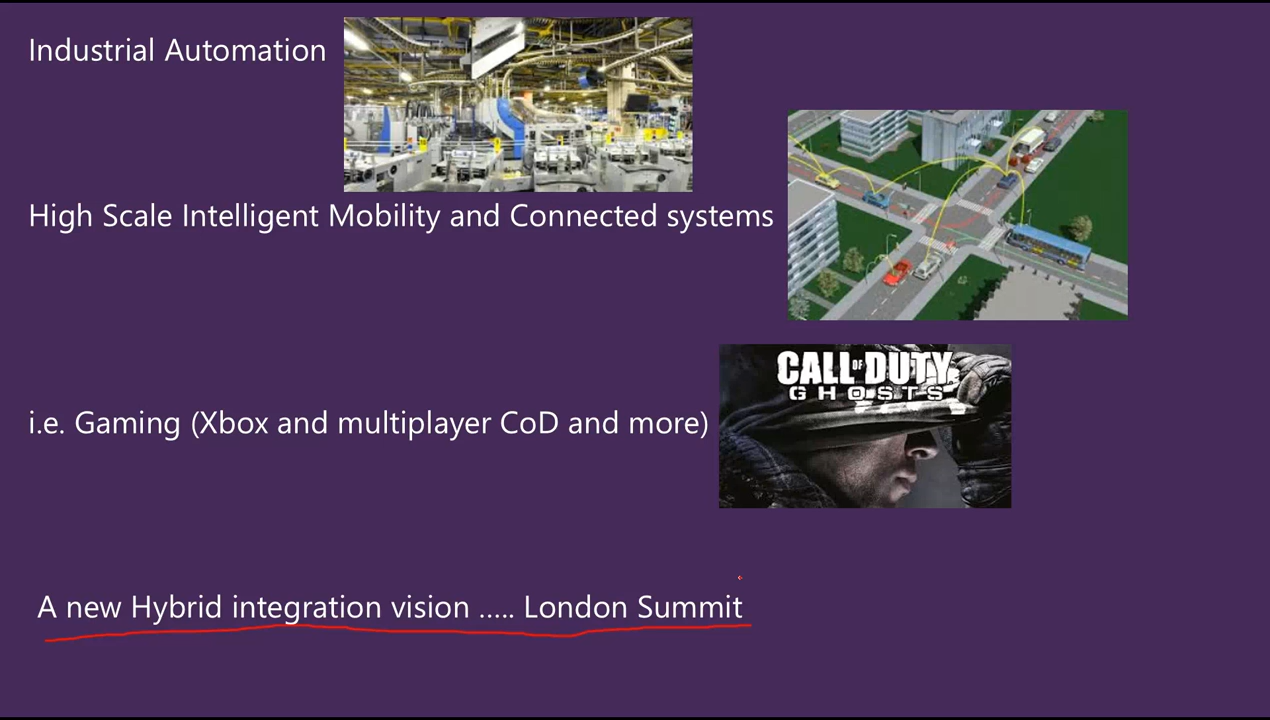 Industrial Automation
High Scale Intelligent Mobility and Connected systems
CALL OF DUTY
GHOSTS
i.e. Gaming (Xbox and multiplayer CoD and more)
A new Hybrid integration vision ..... London Summit